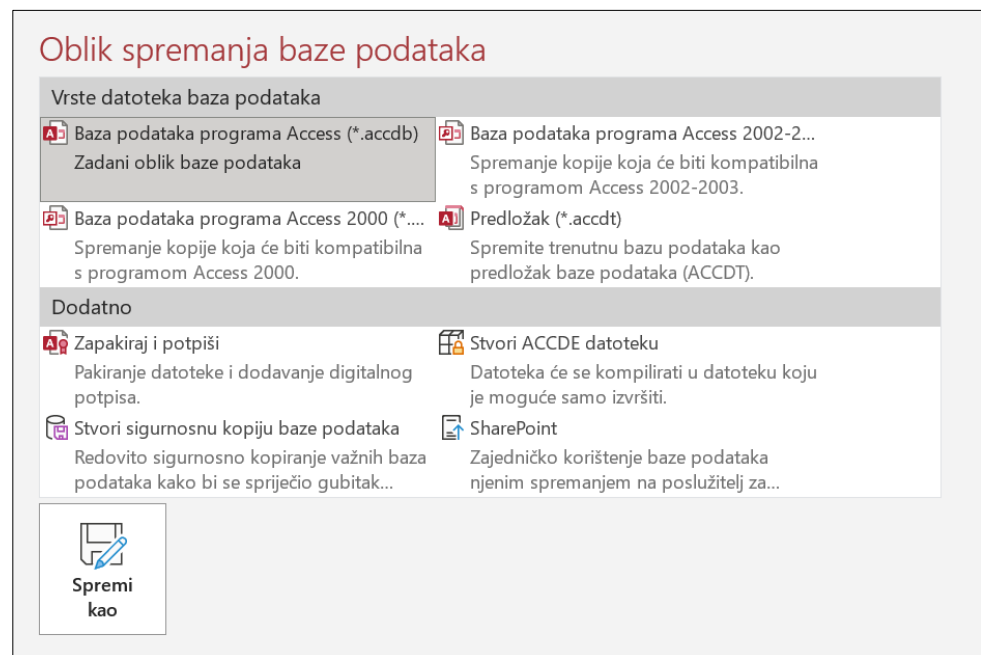 Oblik spremanja baze podataka
Vrste datoteka baza podataka
Baza podataka programa Access (*.accdb)
Zadani oblik baze podataka
Baza podataka programa Access 2002-2...
Spremanje kopije koja će biti kompatibilna
s programom Access 2002-2003.
Baza podataka programa Access 2000 (*....
Spremanje kopije koja će biti kompatibilna
s programom Access 2000.
Predložak (*.accdt)
Spremite trenutnu bazu podataka kao
predložak baze podataka (ACCDT).
Dodatno
Zapakiraj i potpiši
Pakiranje datoteke i dodavanje digitalnog
potpisa.
Stvori ACCDE datoteku
Datoteka će se kompilirati u datoteku koju
je moguće samo izvršiti.
Stvori sigurnosnu kopiju baze podataka
Redovito sigurnosno kopiranje važnih baza
podataka kako bi se spriječio gubitak...
SharePoint
Zajedničko korištenje baze podataka
njenim spremanjem na poslužitelj za...
Spremi
kao